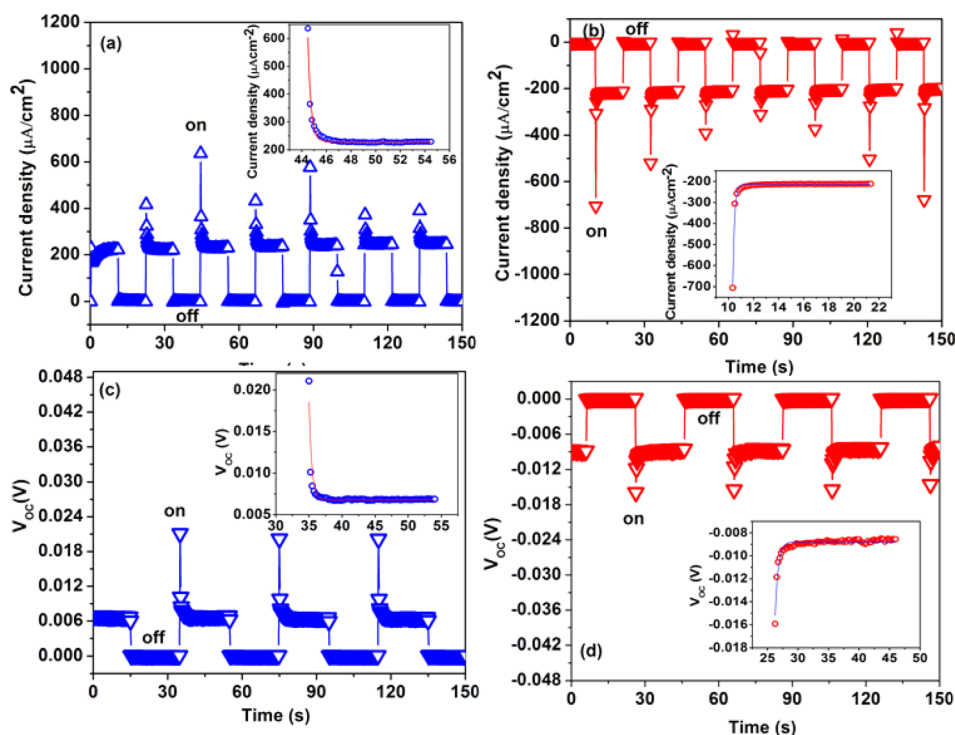 (a)
on
off
Current density (μA/cm²)
1200
1000
800
600
400
200
0
0 30 60 90 120 150
Current density (μAcm-2)
600
500
400
300
200
44 46 48 50 52 54 56
(b)
off
on
Current density (μA/cm²)
0
-200
-400
-600
-800
-1000
-1200
0 30 60 90 120 150
Time (s)
Current density (μAcm-2)
-200
-300
-400
-500
-600
-700
10 12 14 16 18 20 22
(c)
on
off
V_OC(V)
0.048
0.042
0.036
0.030
0.024
0.018
0.012
0.006
0.000
0 30 60 90 120 150
Time (s)
V_OC (V)
0.020
0.015
0.010
0.005
30 35 40 45 50 55
off
on
(d)
V_OC(V)
0.000
-0.006
-0.012
-0.018
-0.024
-0.030
-0.036
-0.042
-0.048
0 30 60 90 120 150
Time (s)
V_OC (V)
-0.008
-0.010
-0.012
-0.014
-0.016
-0.018
25 30 35 40 45 50